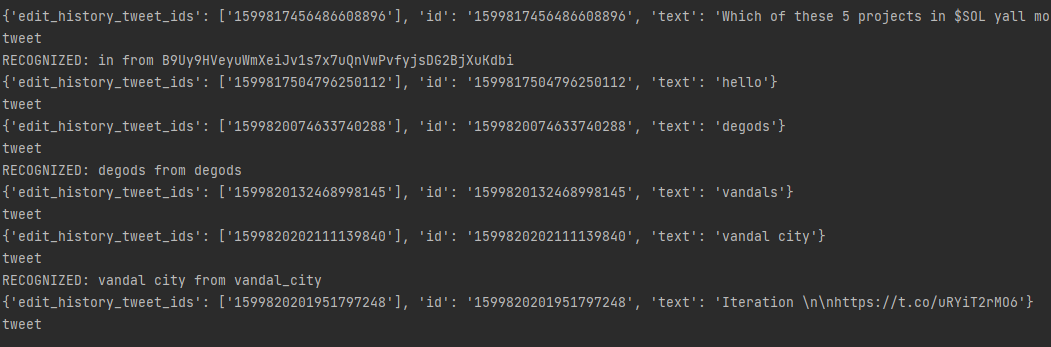 {'edit_history_tweet_ids': ['1599817456486608896'], 'id': '1599817456486608896', 'text': 'Which of these 5 projects in $SOL yall mo
tweet
RECOGNIZED: in from B9Uy9HVeyuWmXeiJv1s7x7uQnVwPvfyjsDG2BjXuKdbi
{'edit_history_tweet_ids': ['1599817504796250112'], 'id': '1599817504796250112', 'text': 'hello'}
tweet
{'edit_history_tweet_ids': ['1599820074633740288'], 'id': '1599820074633740288', 'text': 'degods'}
tweet
RECOGNIZED: degods from degods
{'edit_history_tweet_ids': ['1599820132468998145'], 'id': '1599820132468998145', 'text': 'vandals'}
tweet
{'edit_history_tweet_ids': ['1599820202111139840'], 'id': '1599820202111139840', 'text': 'vandal city'}
tweet
RECOGNIZED: vandal city from vandal_city
{'edit_history_tweet_ids': ['1599820201951797248'], 'id': '1599820201951797248', 'text': 'Iteration \n\nhttps://t.co/uRYiT2rMO6'}
tweet